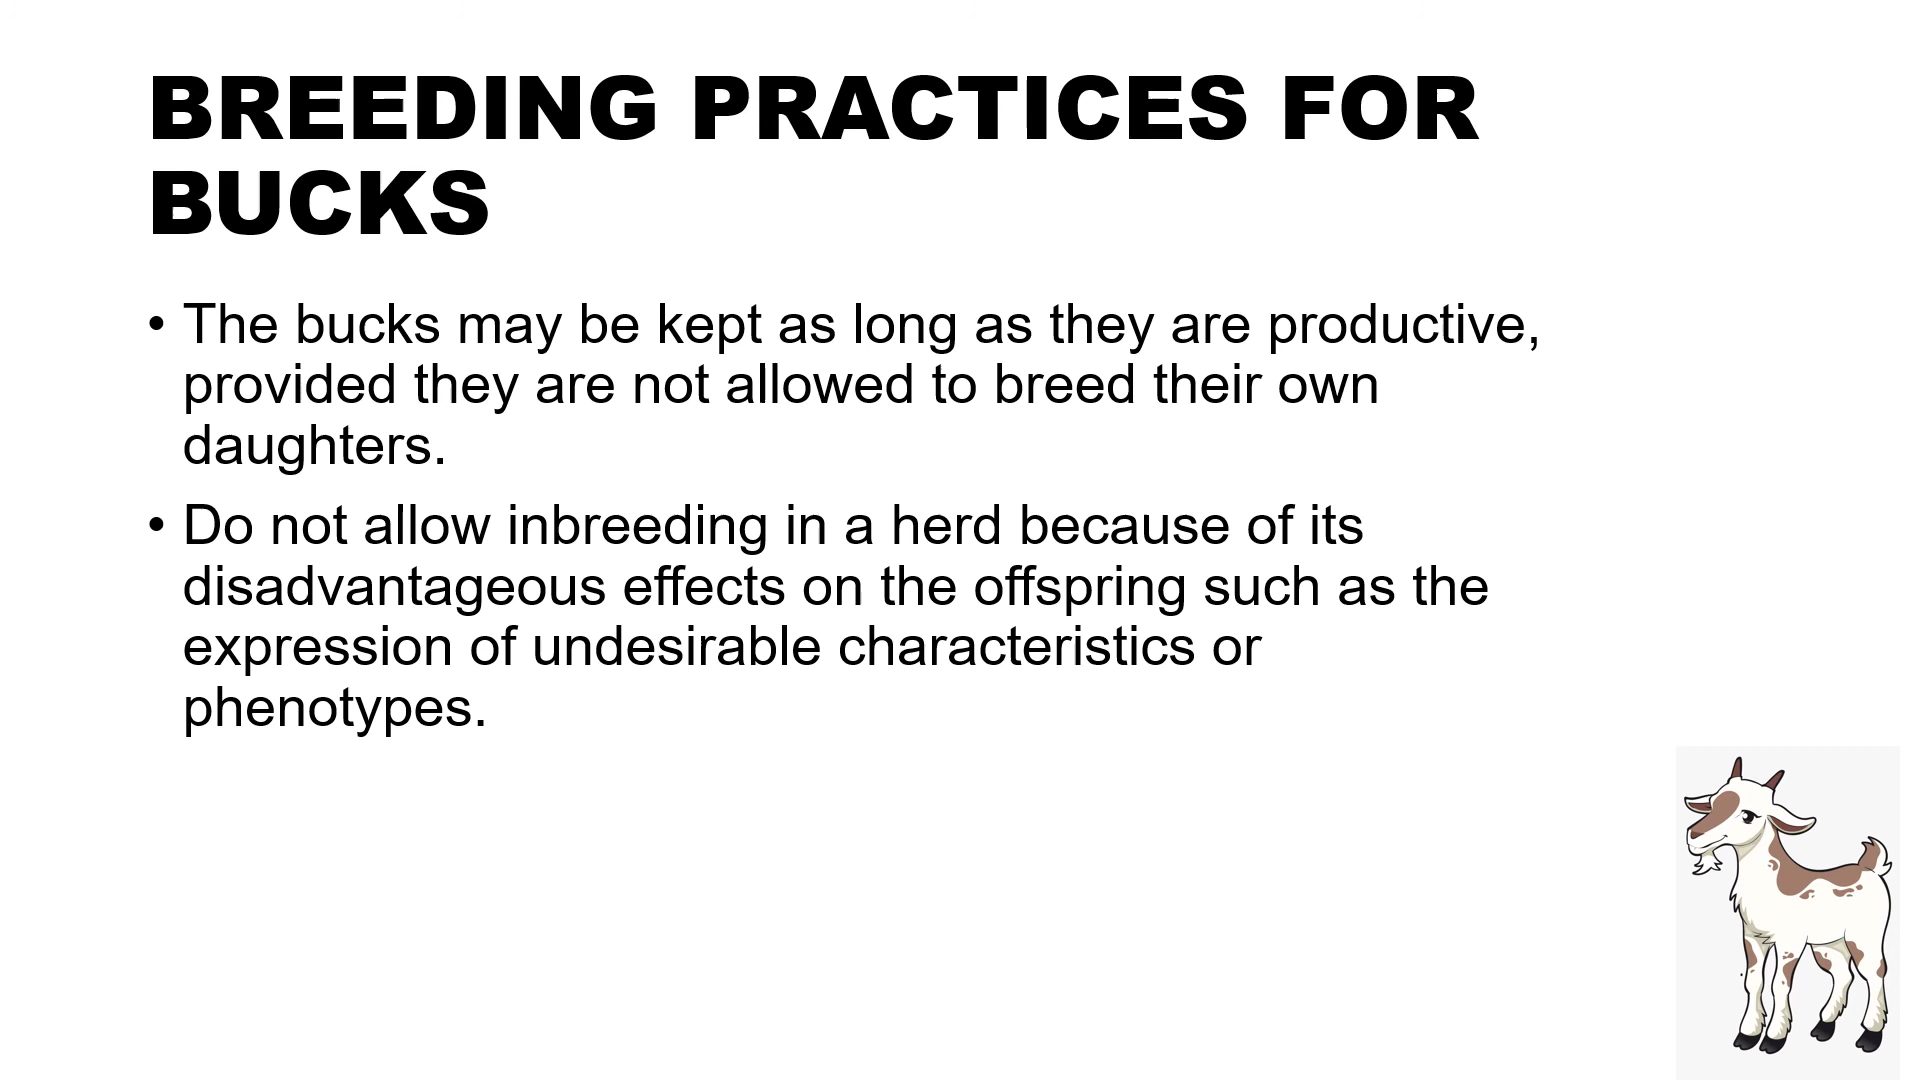 BREEDING PRACTICES FOR
BUCKS
• The bucks may be kept as long as they are productive,
provided they are not allowed to breed their own
daughters.
• Do not allow inbreeding in a herd because of its
disadvantageous effects on the offspring such as the
expression of undesirable characteristics or
phenotypes.